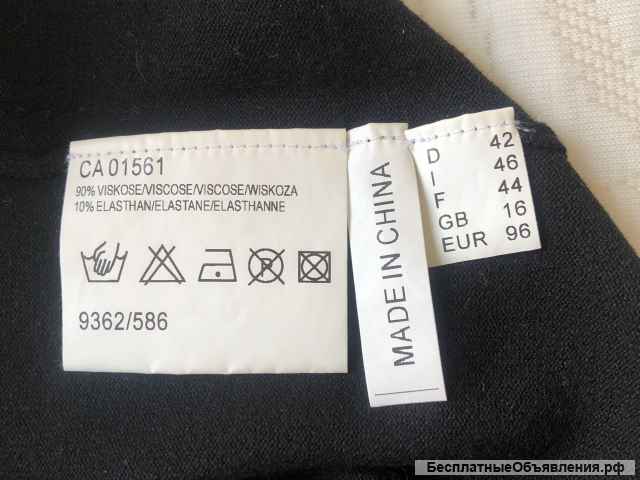 CA 01561
90% VISKOSE/VISCOSE/VISCOSE/WISKOZA
10% ELASTHAN/ELASTANE/ELASTHANNE
P
9362/586
MADE IN CHINA
D 42
I 46
F 44
GB 16
EUR 96
БесплатныеОбъявления.рф